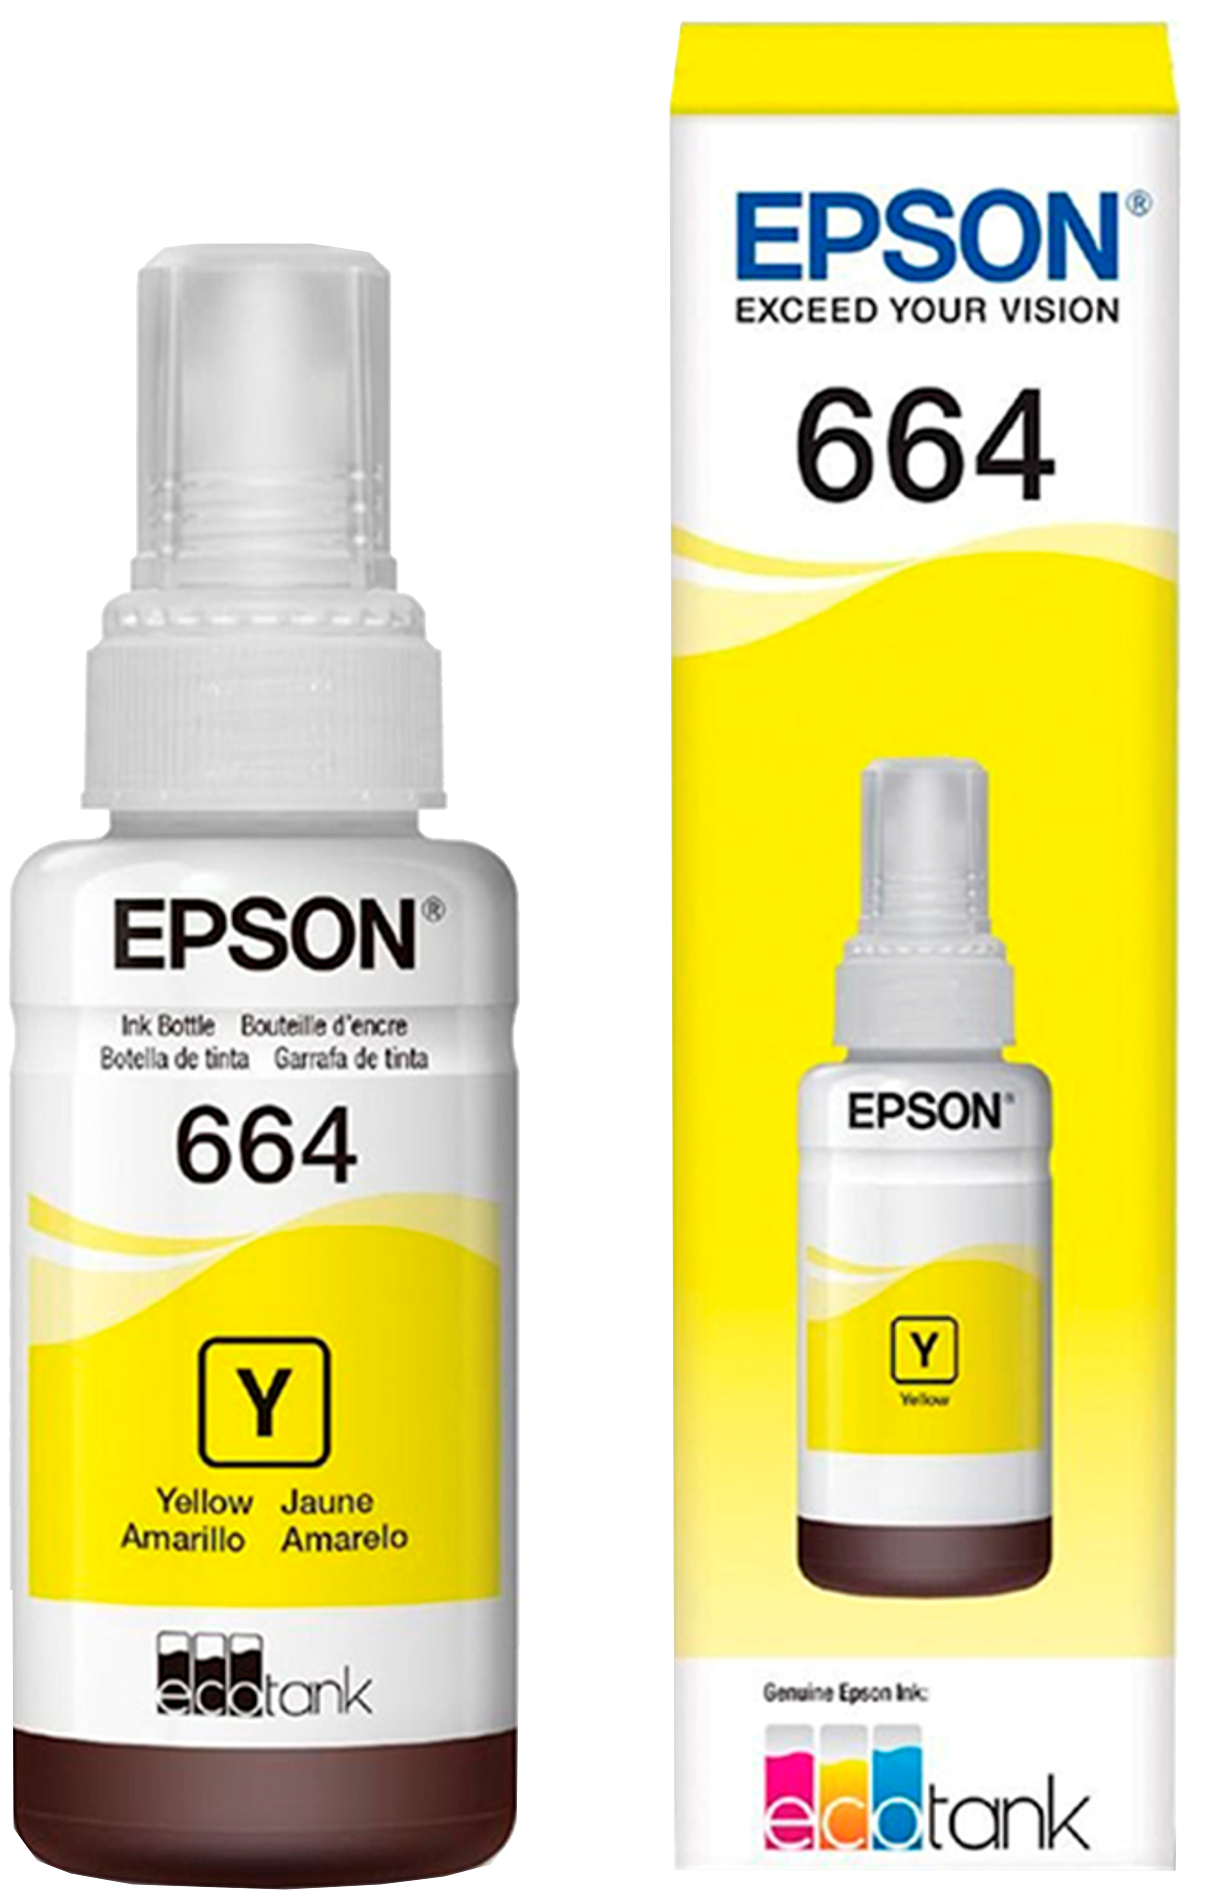 EPSON®
Ink Bottle Bouteille d'encre
Botella de tinta Garrafa de tinta
664
Y
Yellow Jaune
Amarillo Amarelo
ecotank
EPSON®
EXCEED YOUR VISION
664
EPSON®
Y
Yellow
Genuine Epson Ink:
ecotank